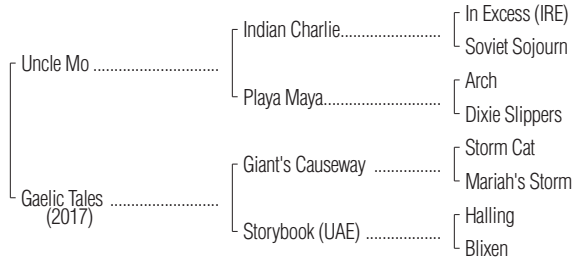 In Excess (IRE)
Indian Charlie
Soviet Sojourn
Uncle Mo
Arch
Playa Maya
Dixie Slippers
Storm Cat
Giant's Causeway
Mariah's Storm
Gaelic Tales
(2017)
Halling
Storybook (UAE)
Blixen